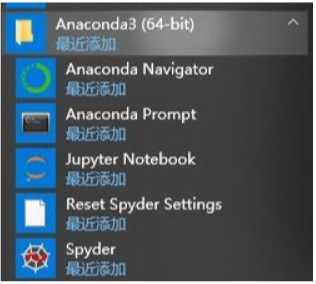 Anaconda3 (64-bit)
最近添加
Anaconda Navigator
最近添加
Anaconda Prompt
最近添加
Jupyter Notebook
最近添加
Reset Spyder Settings
最近添加
Spyder
最近添加